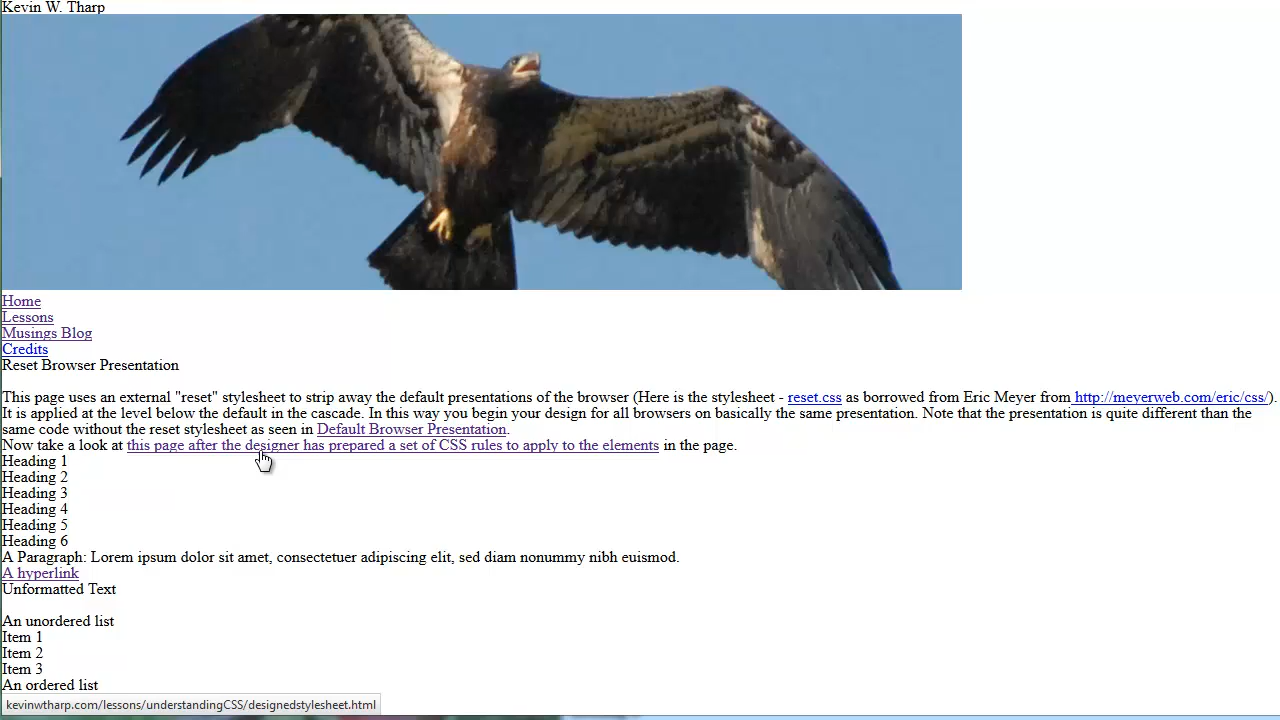 Kevin W. Tharp
Home
Lessons
Musings Blog
Credits
Reset Browser Presentation
This page uses an external "reset" stylesheet to strip away the default presentations of the browser (Here is the stylesheet - reset.css as borrowed from Eric Meyer from http://meyerweb.com/eric/css/).
It is applied at the level below the default in the cascade. In this way you begin your design for all browsers on basically the same presentation. Note that the presentation is quite different than the
same code without the reset stylesheet as seen in Default Browser Presentation.
Now take a look at this page after the designer has prepared a set of CSS rules to apply to the elements in the page.
Heading 1
Heading 2
Heading 3
Heading 4
Heading 5
Heading 6
A Paragraph: Lorem ipsum dolor sit amet, consectetuer adipiscing elit, sed diam nonummy nibh euismod.
A hyperlink
Unformatted Text
An unordered list
Item 1
Item 2
Item 3
An ordered list
kevinwtharp.com/lessons/understandingCSS/designedstylesheet.html